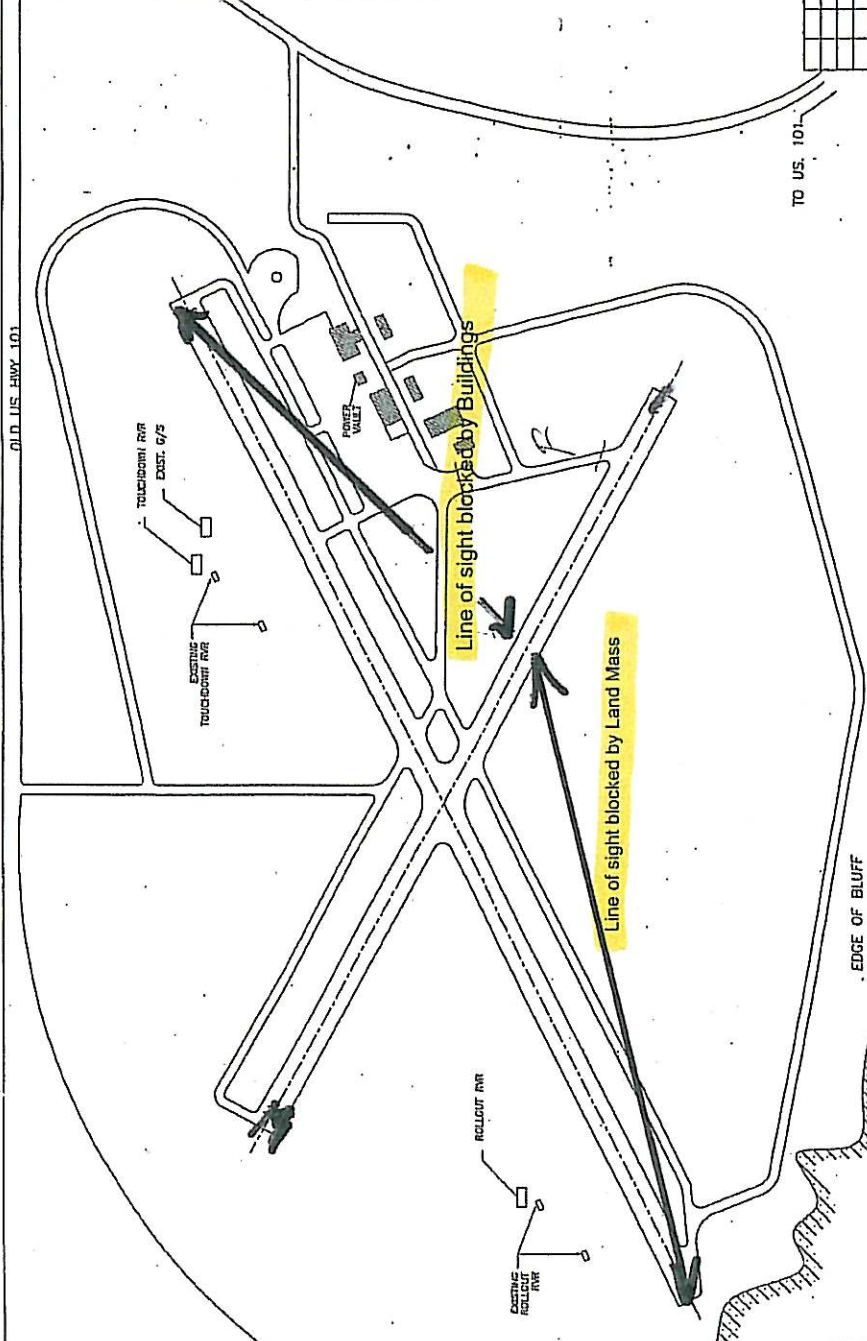 OLD US HWY 101
TOUCHDOWN RVR
EXIST. G/S
EXISTING
TOUCHDOWN RVR
POWER
VAULT
TO US. 101
Line of sight blocked by Buildings
Line of sight blocked by Land Mass
ROLLOUT RVR
EXISTING
ROLLOUT
RVR
EDGE OF BLUFF